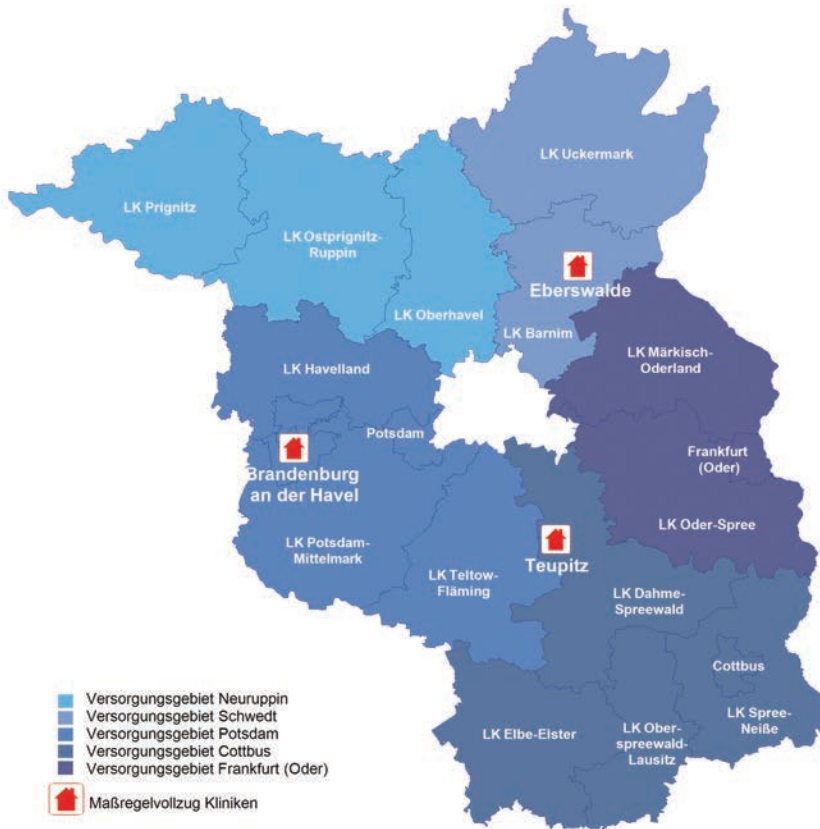 LK Uckermark
LK Prignitz
LK Ostprignitz-
Ruppin
Eberswalde
LK Oberhavel
LK Barnim
LK Märkisch-
Oderland
LK Havelland
Potsdam
Frankfurt
(Oder)
Brandenburg
an der Havel
LK Oder-Spree
LK Potsdam-
Mittelmark
Teupitz
LK Teltow-
Fläming
LK Dahme-
Spreewald
Cottbus
LK Spree-
Neiße
LK Elbe-Elster
LK Ober-
spreewald-
Lausitz
Versorgungsgebiet Neuruppin
Versorgungsgebiet Schwedt
Versorgungsgebiet Potsdam
Versorgungsgebiet Cottbus
Versorgungsgebiet Frankfurt (Oder)
Maßregelvollzug Kliniken